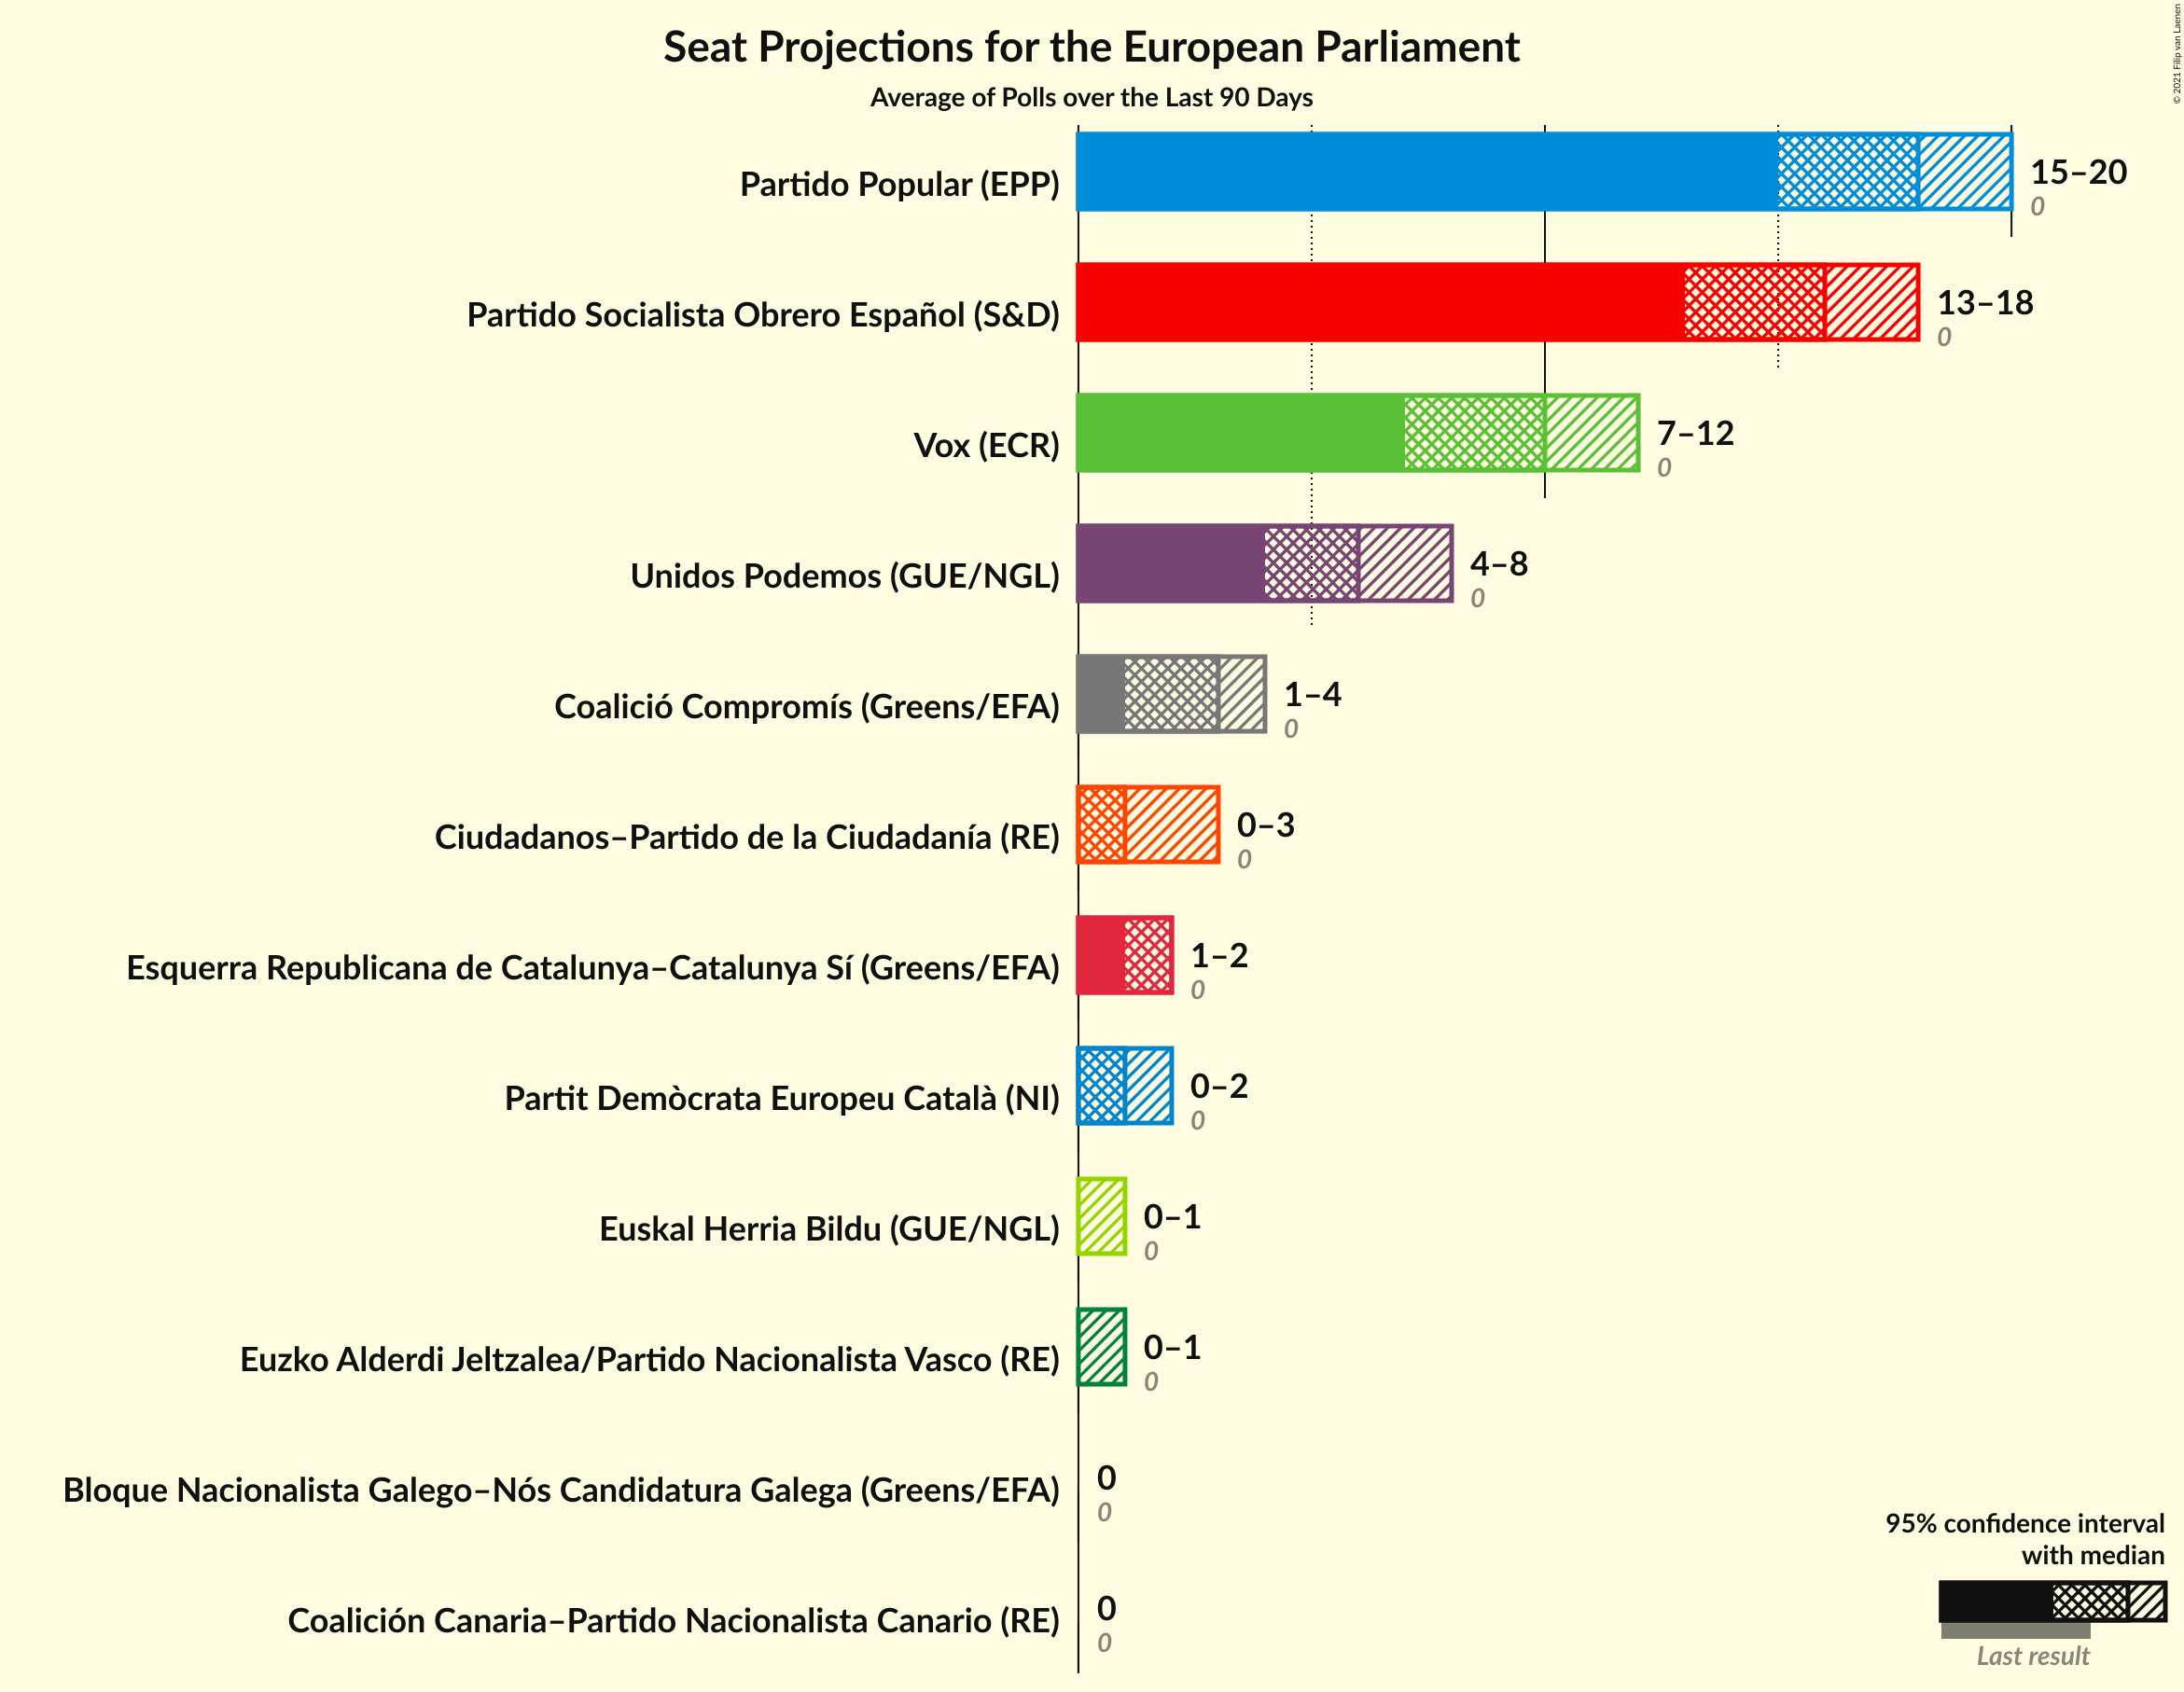 Seat Projections for the European Parliament
Average of Polls over the Last 90 Days
© 2021 Filip van Laenen
Partido Popular (EPP)
15–20
0
Partido Socialista Obrero Español (S&D)
13–18
0
Vox (ECR)
7–12
0
Unidos Podemos (GUE/NGL)
4–8
0
Coalició Compromís (Greens/EFA)
1–4
0
Ciudadanos–Partido de la Ciudadanía (RE)
0–3
0
Esquerra Republicana de Catalunya–Catalunya Sí (Greens/EFA)
1–2
0
Partit Demòcrata Europeu Català (NI)
0–2
0
Euskal Herria Bildu (GUE/NGL)
0–1
0
Euzko Alderdi Jeltzalea/Partido Nacionalista Vasco (RE)
0–1
0
Bloque Nacionalista Galego–Nós Candidatura Galega (Greens/EFA)
0
0
Coalición Canaria–Partido Nacionalista Canario (RE)
0
0
95% confidence interval
with median
Last result